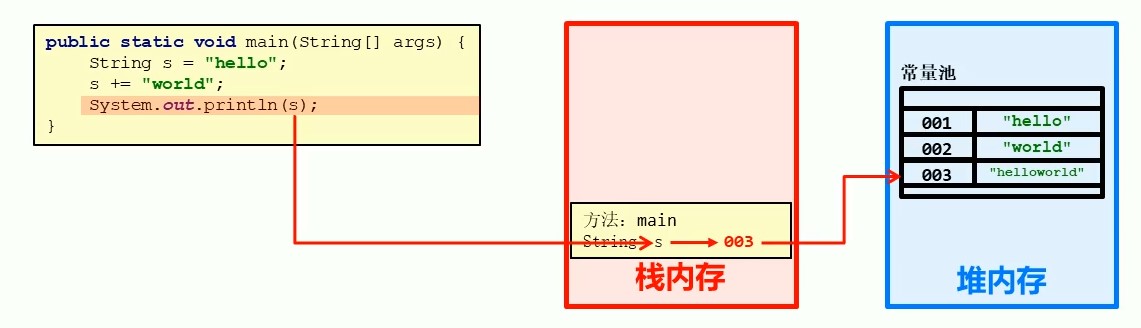 public static void main(String[] args) {
String s = "hello";
s += "world";
System.out.println(s);
}
方法：main
String s 003
栈内存
常量池
001 "hello"
002 "world"
003 "helloworld"
堆内存